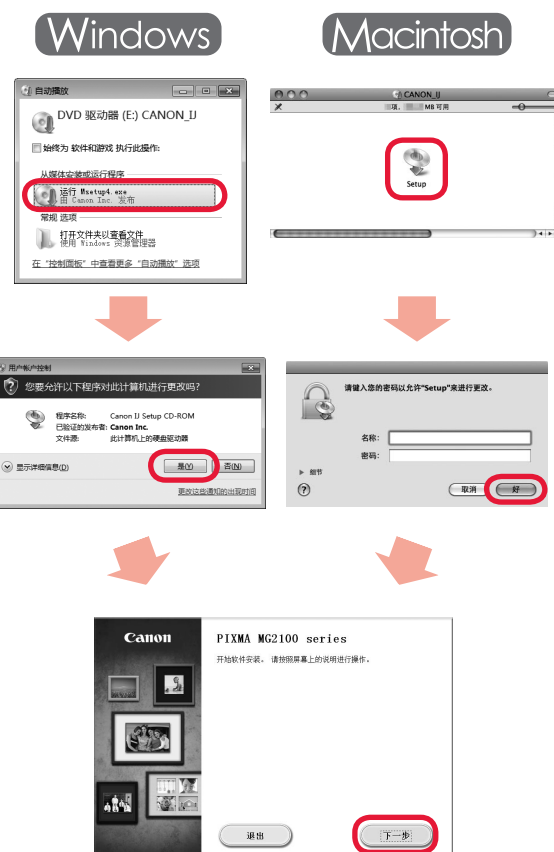 Windows
Macintosh
自动播放
DVD 驱动器 (E:) CANON_IJ
始终为 软件和游戏 执行此操作:
从媒体安装或运行程序
运行 Msetup4.exe
由 Canon Inc. 发布
常规 选项
打开文件夹以查看文件
使用 Windows 资源管理器
在 "控制面板" 中查看更多 "自动播放" 选项
CANON_IJ
项, MB 可用
Setup
用户帐户控制
您要允许以下程序对此计算机进行更改吗?
程序名称: Canon IJ Setup CD-ROM
已验证的发布者: Canon Inc.
文件源: 此计算机上的硬盘驱动器
显示详细信息(D)
是(Y)
否(N)
更改这些通知的出现时间
请键入您的密码以允许"Setup"来进行更改。
名称:
密码:
细节
?
取消
好
Canon
PIXMA MG2100 series
开始软件安装。 请按照屏幕上的说明进行操作。
退出
下一步